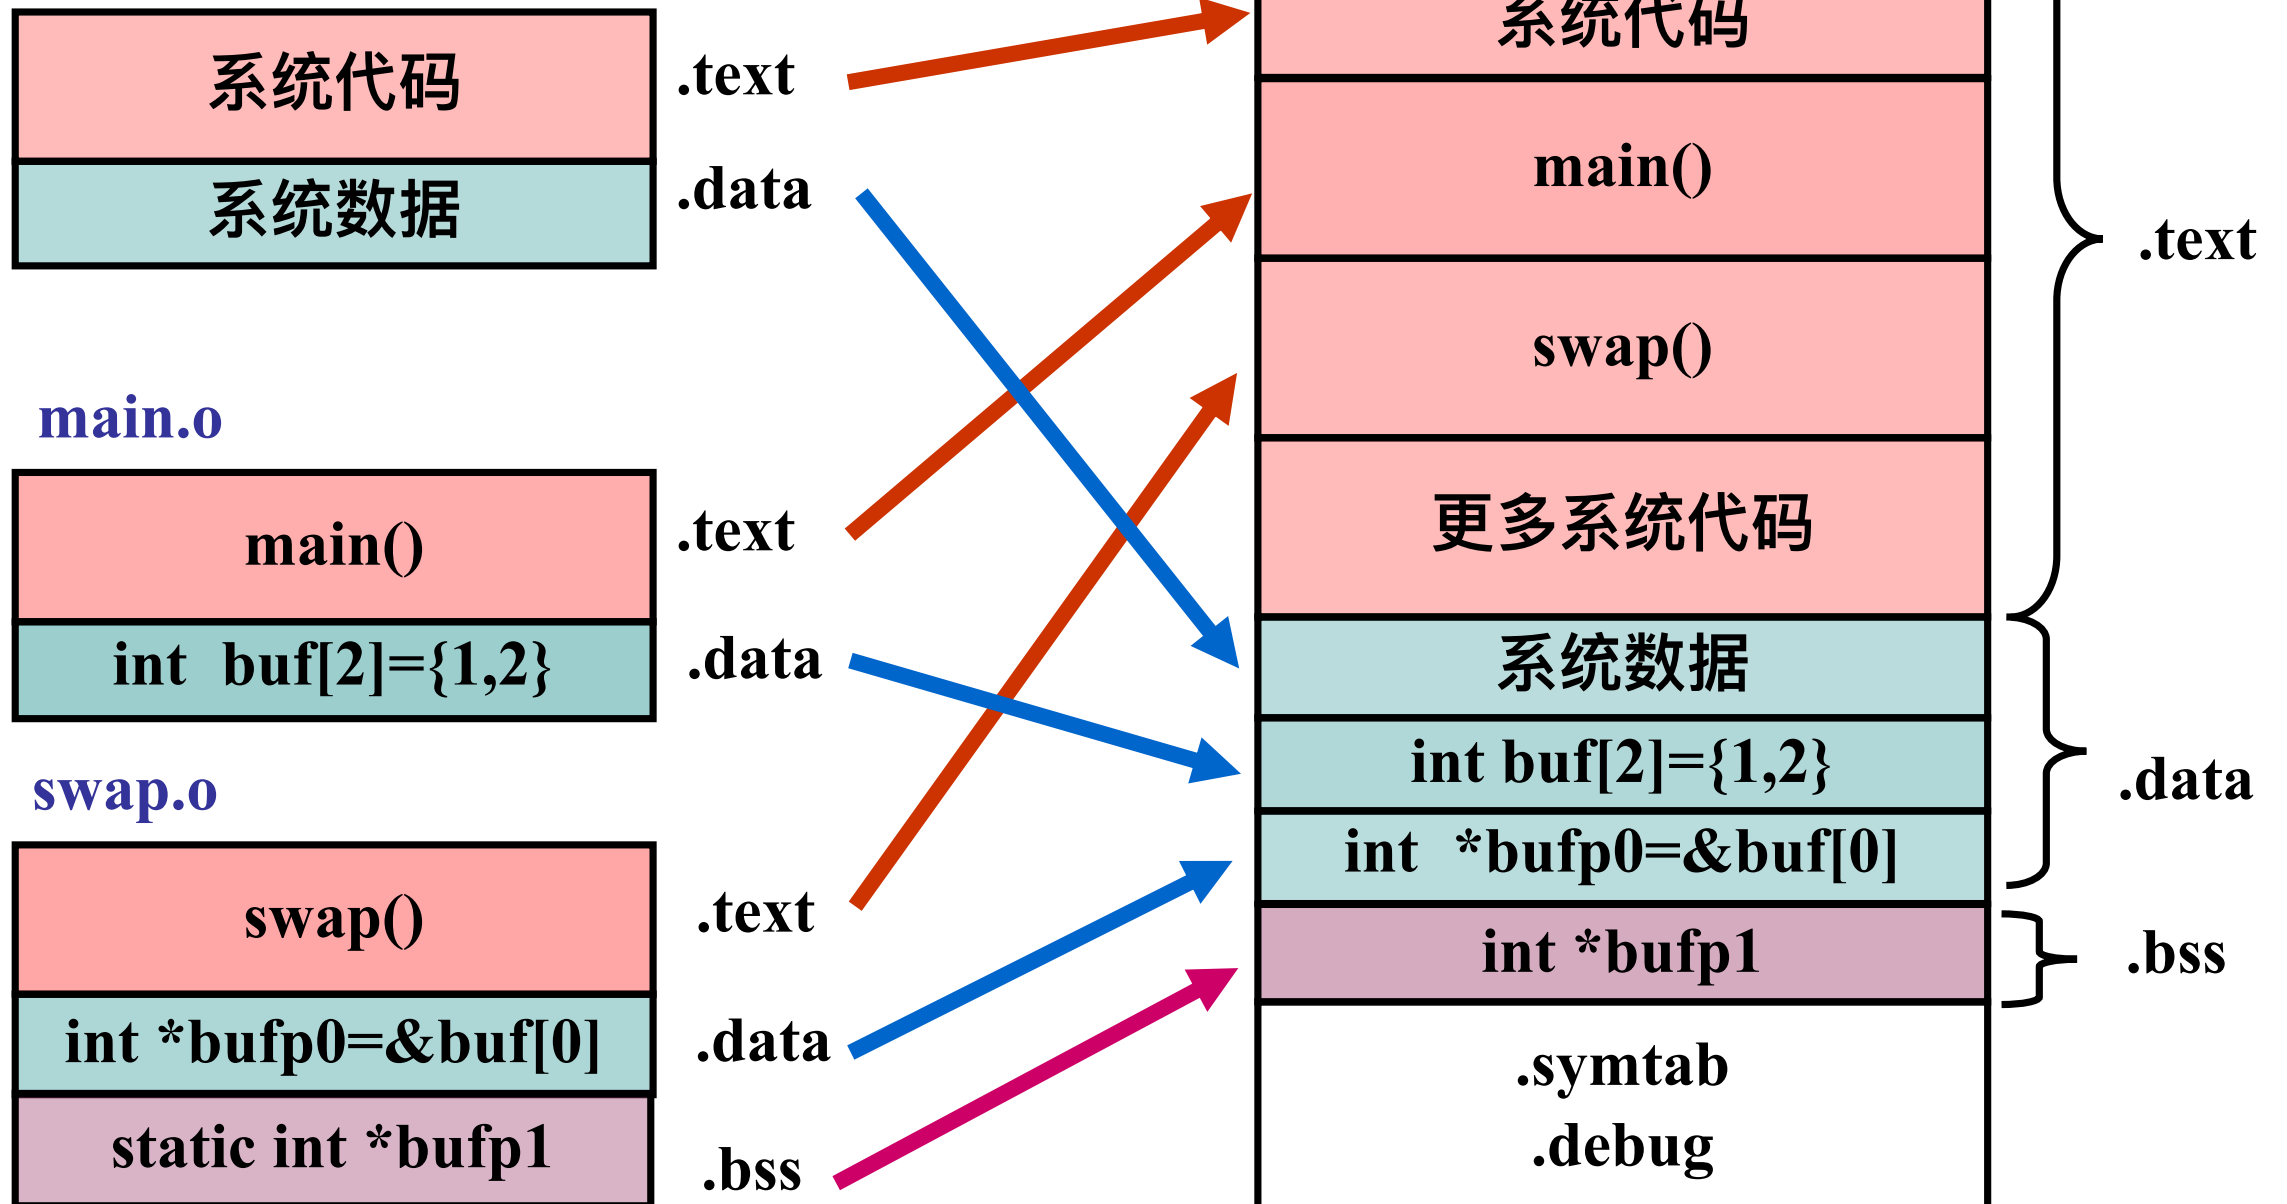 系统代码
.text
系统数据
.data
main.o
main()
.text
int buf[2]={1,2}
.data
swap.o
swap()
.text
int *bufp0=&buf[0]
.data
static int *bufp1
.bss
系统代码
main()
swap()
更多系统代码
.text
系统数据
int buf[2]={1,2}
int *bufp0=&buf[0]
.data
int *bufp1
.bss
.symtab
.debug